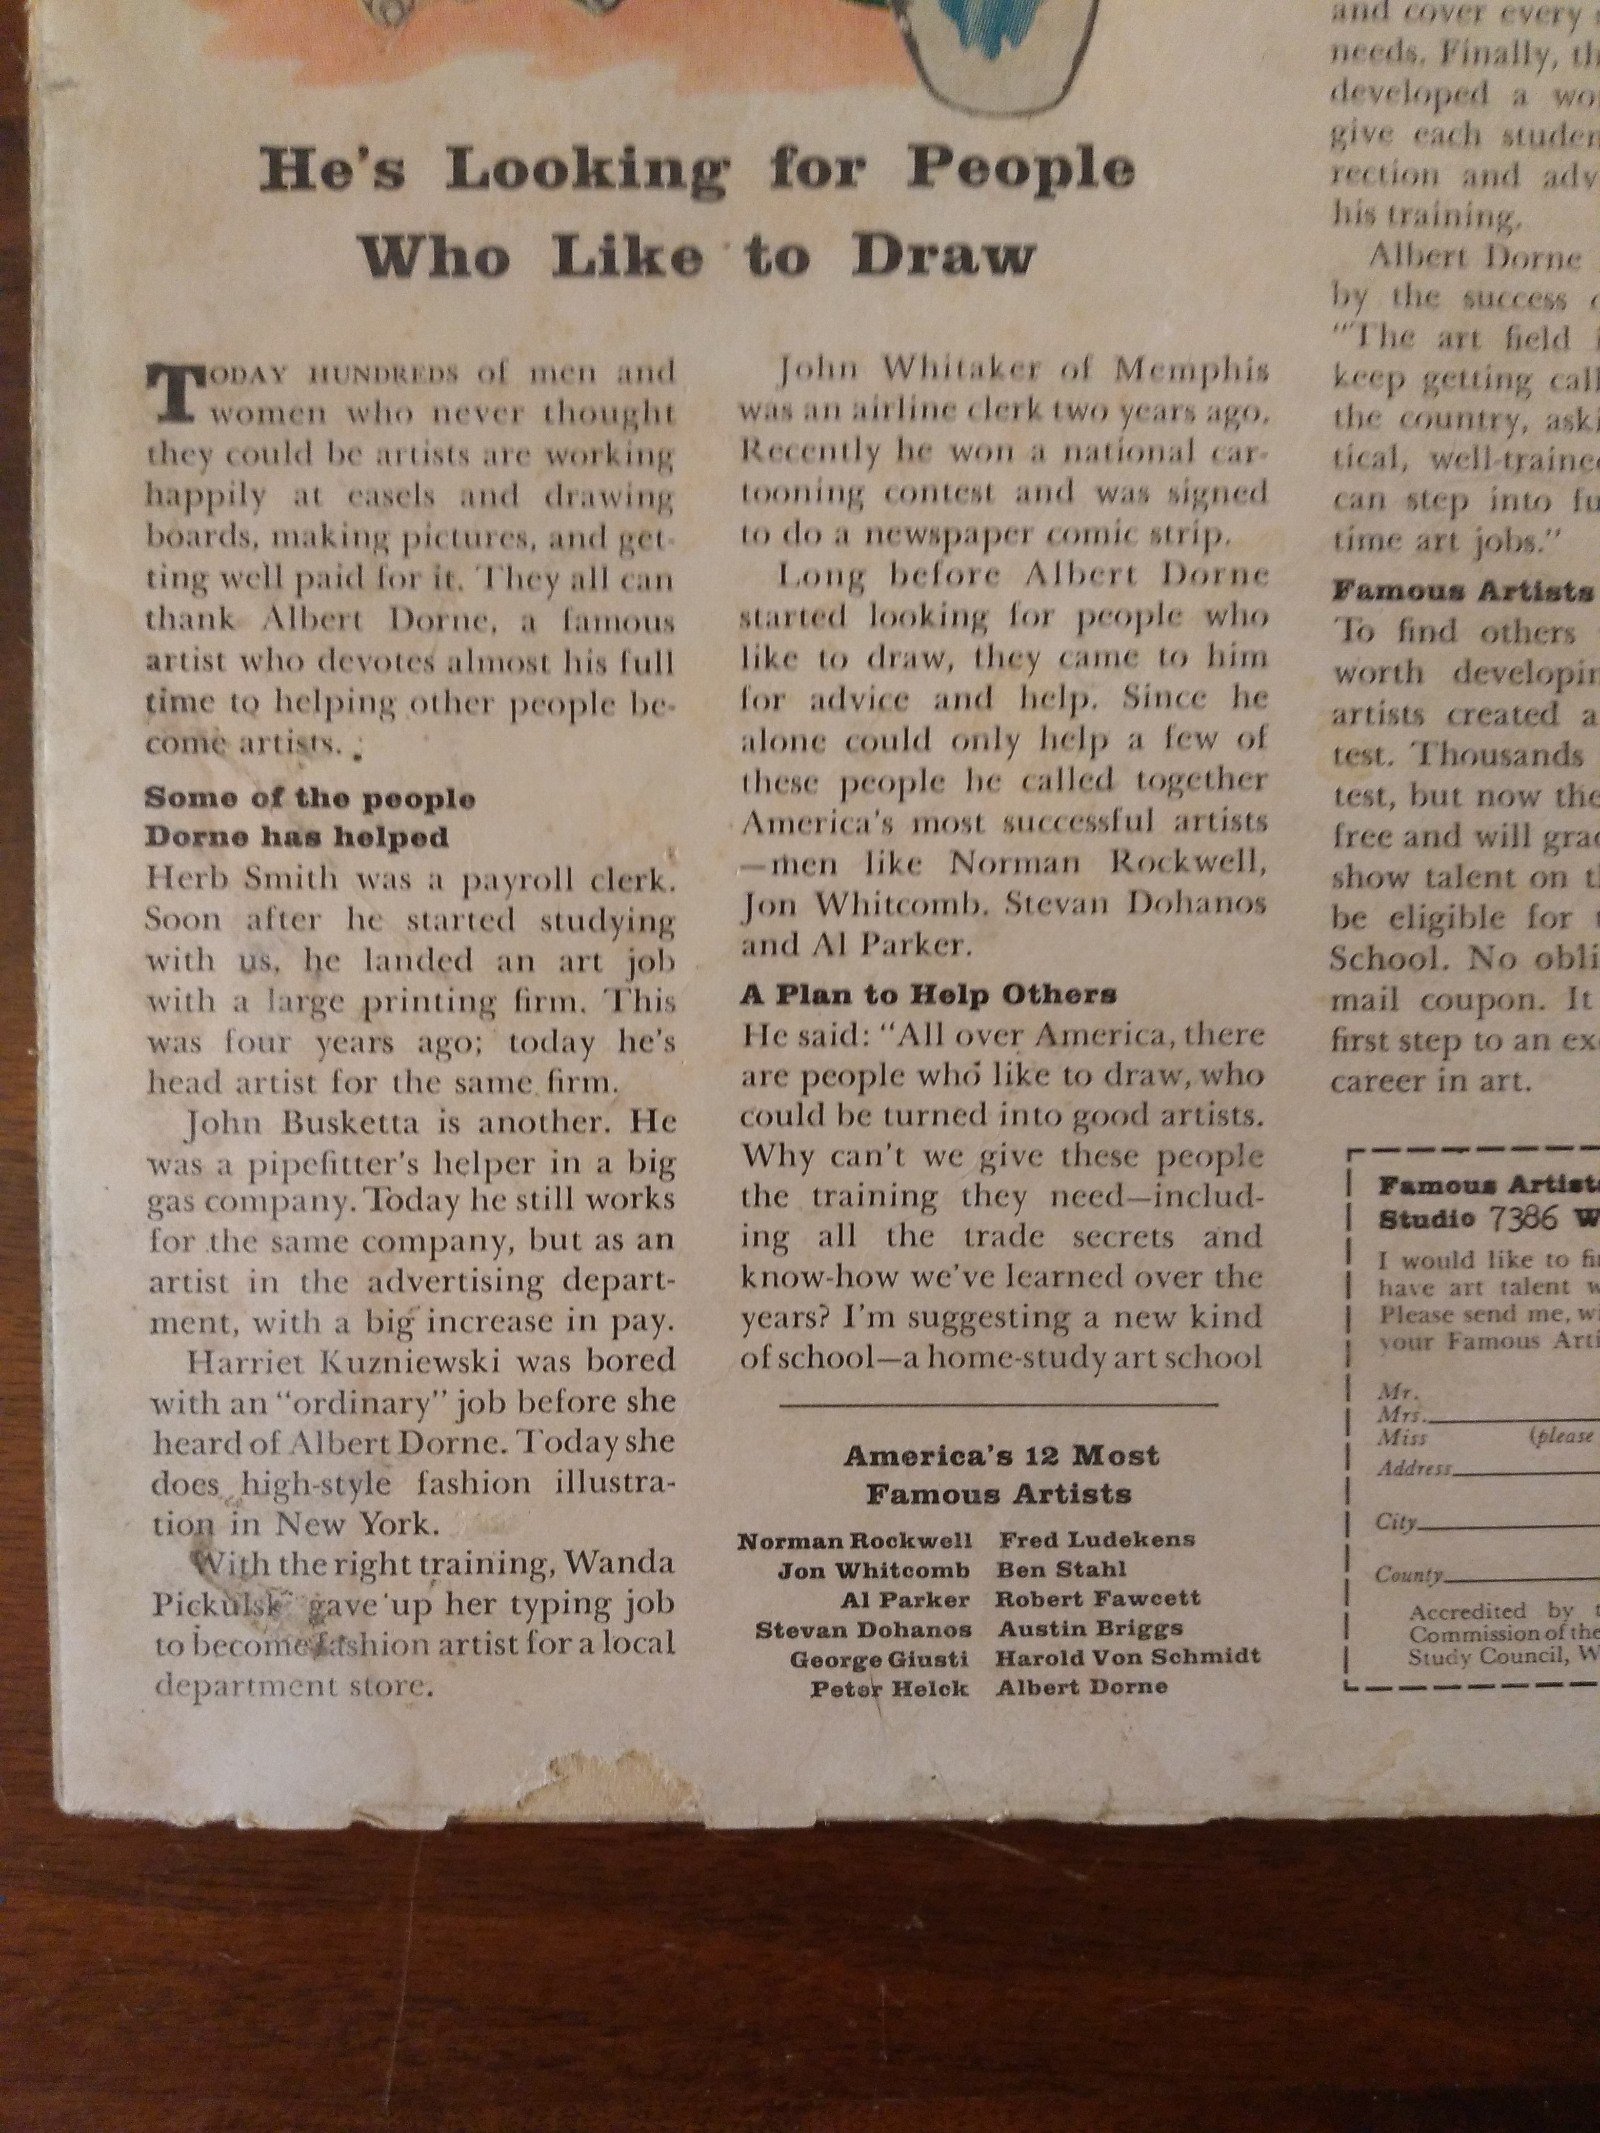 He's Looking for People
Who Like to Draw
TODAY HUNDREDS of men and
women who never thought
they could be artists are working
happily at easels and drawing
boards, making pictures, and get-
ting well paid for it. They all can
thank Albert Dorne, a famous
artist who devotes almost his full
time to helping other people be-
come artists.
Some of the people
Dorne has helped
Herb Smith was a payroll clerk.
Soon after he started studying
with us, he landed an art job
with a large printing firm. This
was four years ago; today he's
head artist for the same firm.
John Busketta is another. He
was a pipefitter's helper in a big
gas company. Today he still works
for the same company, but as an
artist in the advertising depart-
ment, with a big increase in pay.
Harriet Kuzniewski was bored
with an "ordinary" job before she
heard of Albert Dorne. Today she
does high-style fashion illustra-
tion in New York.
With the right training, Wanda
Pickulsk gave up her typing job
to become fashion artist for a local
department store.
John Whitaker of Memphis
was an airline clerk two years ago.
Recently he won a national car-
tooning contest and was signed
to do a newspaper comic strip.
Long before Albert Dorne
started looking for people who
like to draw, they came to him
for advice and help. Since he
alone could only help a few of
these people he called together
America's most successful artists
—men like Norman Rockwell,
Jon Whitcomb, Stevan Dohanos
and Al Parker.
A Plan to Help Others
He said: "All over America, there
are people who like to draw, who
could be turned into good artists.
Why can't we give these people
the training they need—includ-
ing all the trade secrets and
know-how we've learned over the
years? I'm suggesting a new kind
of school—a home-study art school
America's 12 Most
Famous Artists
Norman Rockwell Fred Ludekens
Jon Whitcomb Ben Stahl
Al Parker Robert Fawcett
Stevan Dohanos Austin Briggs
George Giusti Harold Von Schmidt
Peter Helck Albert Dorne
and cover every
needs. Finally, th
developed a wo
give each studen
rection and adv
his training.
Albert Dorne
by the success
"The art field
keep getting call
the country, aski
tical, well-traine
can step into fu
time art jobs."
Famous Artists
To find others
worth developin
artists created a
test. Thousands
test, but now the
free and will grad
show talent on th
be eligible for
School. No obli
mail coupon. It
first step to an ex
career in art.
Famous Artists
Studio 7386 W
I would like to fi
have art talent w
Please send me, wi
your Famous Arti
Mr.
Mrs.
Miss (please
Address
City
County
Accredited by
Commission of the
Study Council, W